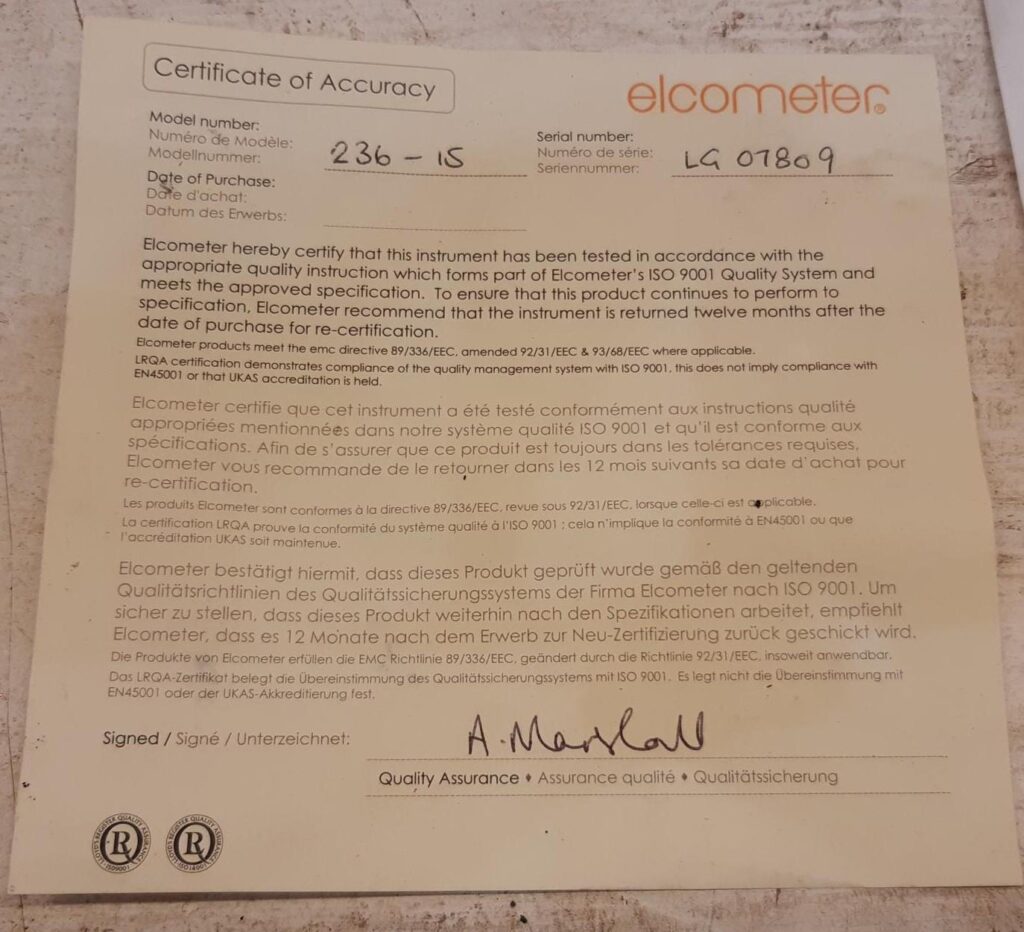 Certificate of Accuracy
elcometer®
Model number:
Numéro de Modèle:
Modellnummer:
236 - 15
Serial number:
Numéro de série:
Seriennummer:
LG 07809
Date of Purchase:
Date d'achat:
Datum des Erwerbs:
Elcometer hereby certify that this instrument has been tested in accordance with the
appropriate quality instruction which forms part of Elcometer's ISO 9001 Quality System and
meets the approved specification. To ensure that this product continues to perform to
specification, Elcometer recommend that the instrument is returned twelve months after the
date of purchase for re-certification.
Elcometer products meet the emc directive 89/336/EEC, amended 92/31/EEC & 93/68/EEC where applicable.
LRQA certification demonstrates compliance of the quality management system with ISO 9001, this does not imply compliance with
EN45001 or that UKAS accreditation is held.
Elcometer certifie que cet instrument a été testé conformément aux instructions qualité
appropriées mentionnées dans notre système qualité ISO 9001 et qu'il est conforme aux
spécifications. Afin de s'assurer que ce produit est toujours dans les tolérances requises,
Elcometer vous recommande de le retourner dans les 12 mois suivants sa date d'achat pour
re-certification.
Les produits Elcometer sont conformes à la directive 89/336/EEC, revue sous 92/31/EEC, lorsque celle-ci est applicable.
La certification LRQA prouve la conformité du système qualité à l'ISO 9001 ; cela n'implique la conformité à EN45001 ou que
l'accréditation UKAS soit maintenue.
Elcometer bestätigt hiermit, dass dieses Produkt geprüft wurde gemäß den geltenden
Qualitätsrichtlinien des Qualitätssicherungssystems der Firma Elcometer nach ISO 9001. Um
sicher zu stellen, dass dieses Produkt weiterhin nach den Spezifikationen arbeitet, empfiehlt
Elcometer, dass es 12 Monate nach dem Erwerb zur Neu-Zertifizierung zurück geschickt wird.
Die Produkte von Elcometer erfüllen die EMC Richtlinie 89/336/EEC, geändert durch die Richtlinie 92/31/EEC, insoweit anwendbar.
Das LRQA-Zertifikat belegt die Übereinstimmung des Qualitätssicherungssystems mit ISO 9001. Es legt nicht die Übereinstimmung mit
EN45001 oder der UKAS-Akkreditierung fest.
Signed / Signé / Unterzeichnet:
A. Marshall
Quality Assurance ♦ Assurance qualité ♦ Qualitätssicherung
LLOYD'S REGISTER QUALITY ASSURANCE
LR
ISO9001
LLOYD'S REGISTER QUALITY ASSURANCE
LR
ISO14001